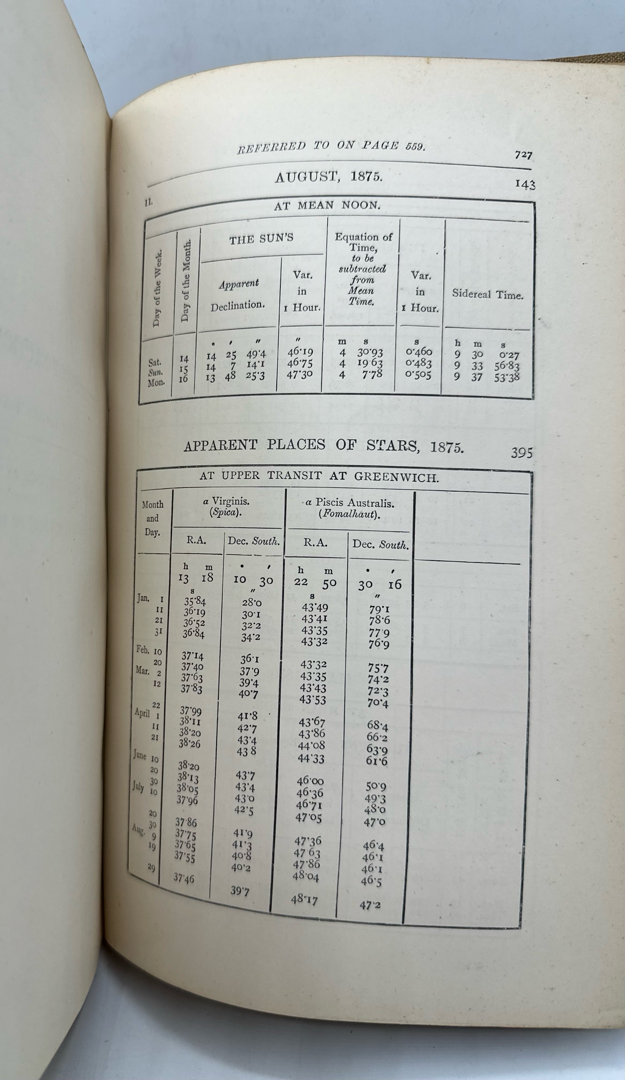 REFERRED TO ON PAGE 559.
727
AUGUST, 1875.
143
II.
AT MEAN NOON.
Day of the Week.
Day of the Month.
THE SUN'S
Apparent Declination.
Var. in 1 Hour.
Equation of Time, to be subtracted from Mean Time.
Var. in 1 Hour.
Sidereal Time.
° ′ ″ ″ m s s h m s
Sat. 14 14 25 49·4 46·19 4 30·93 0·460 9 30 0·27
Sun. 15 14 7 14·1 46·75 4 19 63 0·483 9 33 56·83
Mon. 16 13 48 25·3 47·30 4 7·78 0·505 9 37 53·38
APPARENT PLACES OF STARS, 1875.
395
AT UPPER TRANSIT AT GREENWICH.
Month and Day.
α Virginis. (Spica).
α Piscis Australis. (Fomalhaut).
R.A. Dec. South. R.A. Dec. South.
h m ° ′ h m ° ′
13 18 10 30 22 50 30 16
s ″ s ″
Jan. 1 35·84 28·0 43·49 79·1
11 36·19 30·1 43·41 78·6
21 36·52 32·2 43·35 77·9
31 36·84 34·2 43·32 76·9
Feb. 10 37·14 36·1 43·32 75·7
20 37·40 37·9 43·35 74·2
Mar. 2 37·63 39·4 43·43 72·3
12 37·83 40·7 43·53 70·4
22 37·99 41·8 43·67 68·4
April 1 38·11 42·7 43·86 66·2
11 38·20 43·4 44·08 63·9
21 38·26 43 8 44·33 61·6
June 10 38·20 43·7 46·00 50·9
20 38·13 43·4 46·36 49·3
30 38·05 43·0 46·71 48·0
July 10 37·96 42·5 47·05 47·0
20 37·86 41·9 47·36 46·4
30 37·75 41·3 47 63 46·1
Aug. 9 37·65 40·8 47·86 46·1
19 37·55 40·2 48·04 46·5
29 37·46 39·7 48·17 47·2